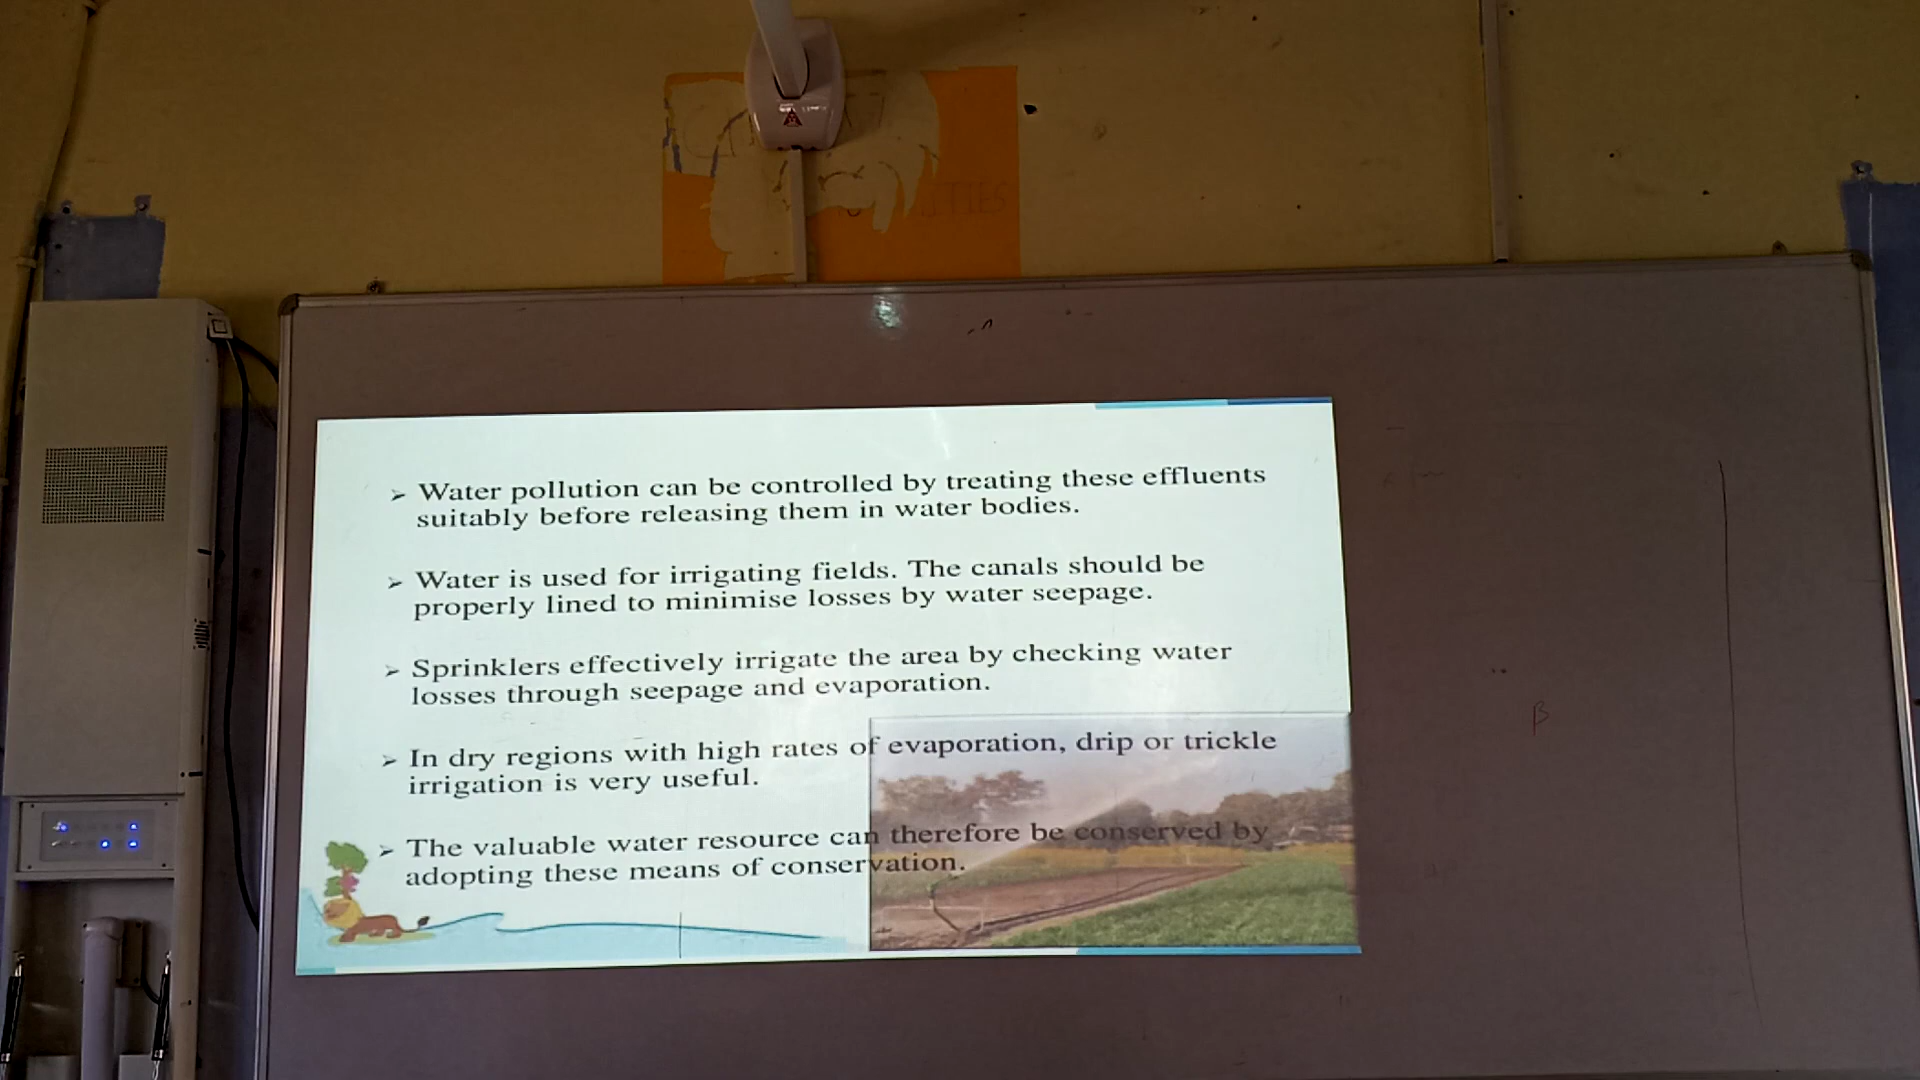 ITIES
➢ Water pollution can be controlled by treating these effluents
suitably before releasing them in water bodies.
➢ Water is used for irrigating fields. The canals should be
properly lined to minimise losses by water seepage.
➢ Sprinklers effectively irrigate the area by checking water
losses through seepage and evaporation.
➢ In dry regions with high rates of evaporation, drip or trickle
irrigation is very useful.
➢ The valuable water resource can therefore be conserved by
adopting these means of conservation.
β